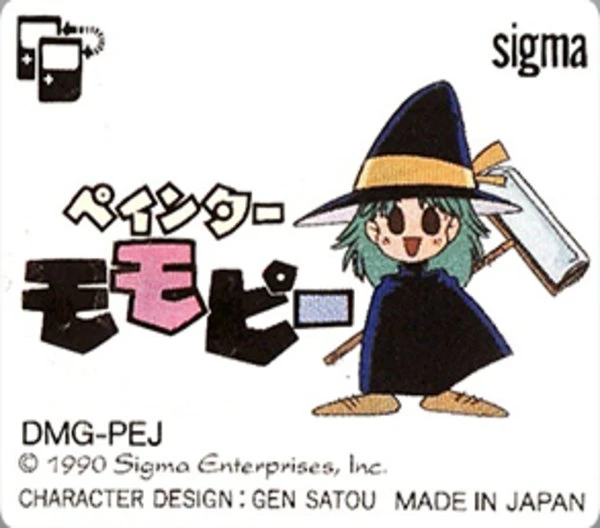 sigma
ペインター
モモピー
DMG-PEJ
© 1990 Sigma Enterprises, Inc.
CHARACTER DESIGN : GEN SATOU MADE IN JAPAN